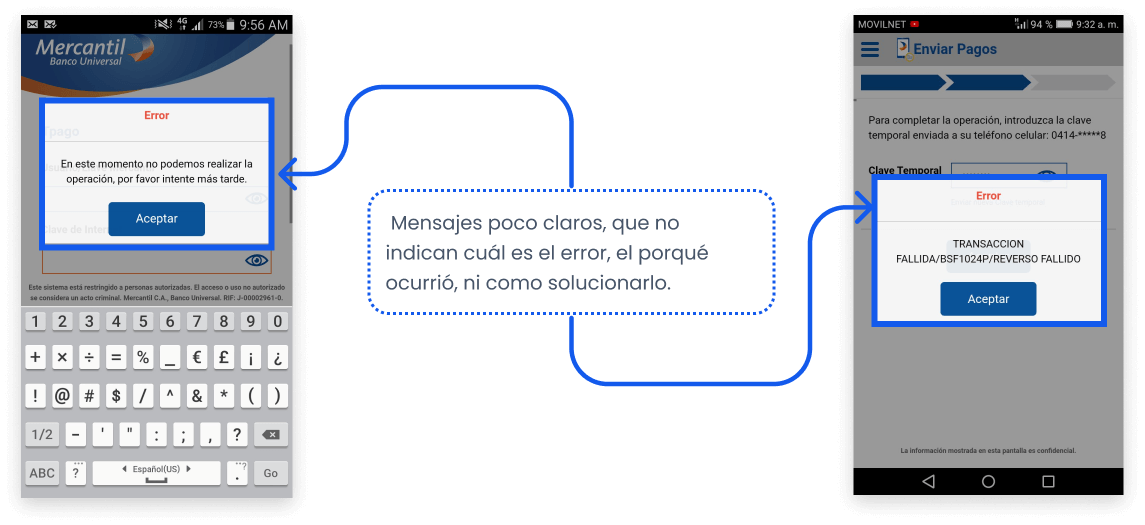 4G 73% 9:56 AM
Mercantil
Banco Universal
Error
Tpago
En este momento no podemos realizar la
operación, por favor intente más tarde.
Aceptar
Clave de Inter
Este sistema está restringido a personas autorizadas. El acceso o uso no autorizado
se considera un acto criminal. Mercantil C.A., Banco Universal. RIF: J-00002961-0.
1 2 3 4 5 6 7 8 9 0
+ × ÷ = % _ € £ ¡ ¿
! @ # $ / ^ & * ( )
1/2 - ' " : ; , ?
ABC ? Español(US) . Go
Mensajes poco claros, que no
indican cuál es el error, el porqué
ocurrió, ni como solucionarlo.
MOVILNET H 94 % 9:32 a. m.
Enviar Pagos
Para completar la operación, introduzca la clave
temporal enviada a su teléfono celular: 0414-*****8
Clave Temporal
Error
TRANSACCION
FALLIDA/BSF1024P/REVERSO FALLIDO
Aceptar
La información mostrada en esta pantalla es confidencial.